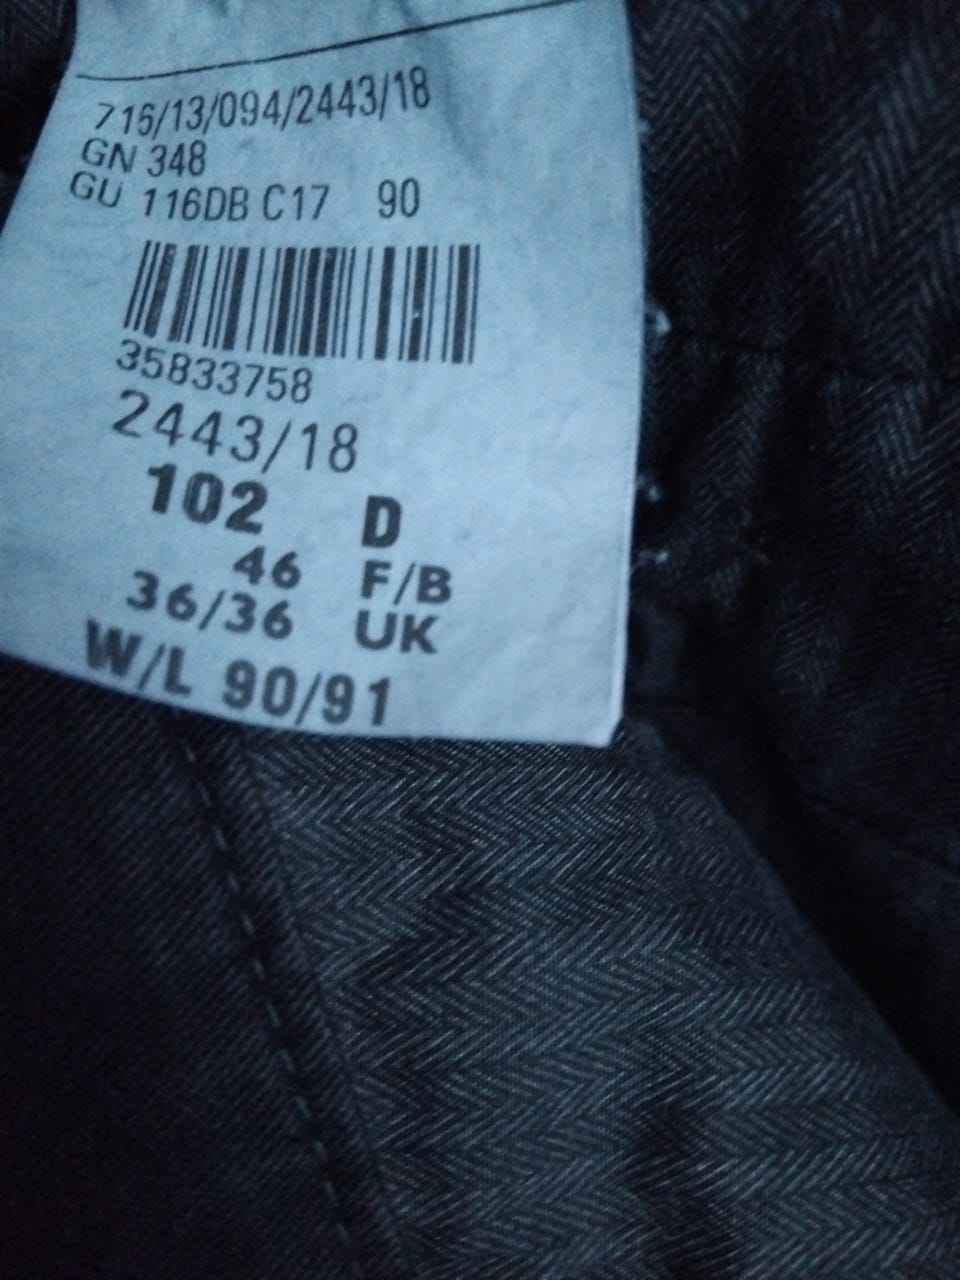 715/13/094/2443/18
GN 348
GU 116DB C17 90
35833758
2443/18
102 D
46 F/B
36/36 UK
W/L 90/91